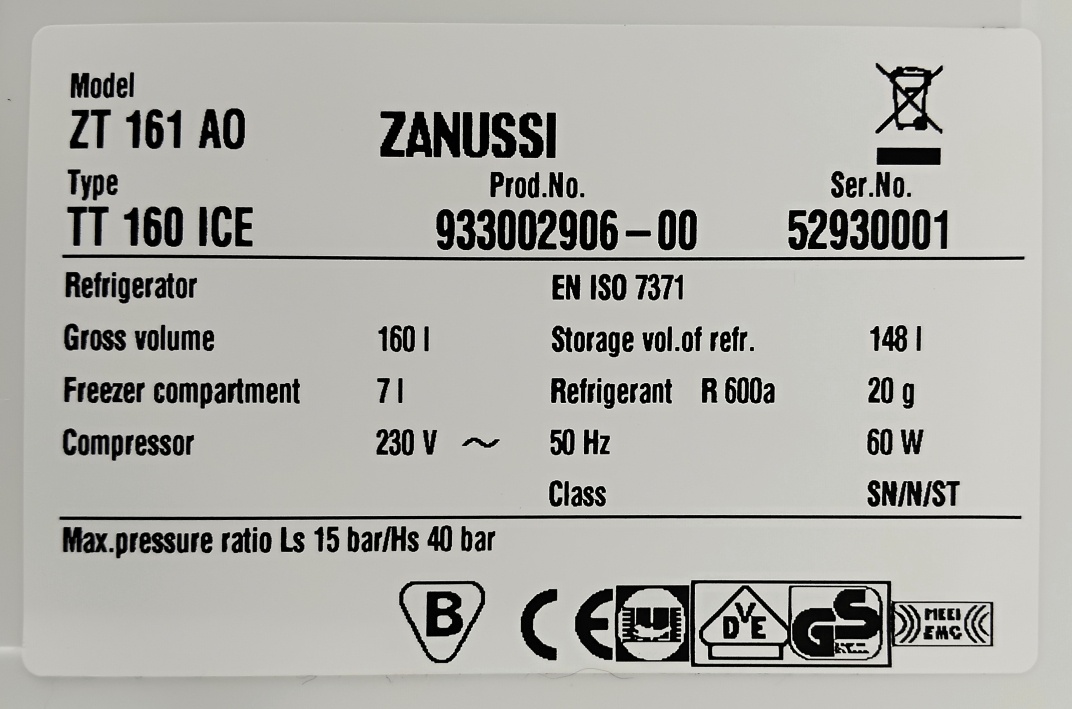 Model
ZT 161 AO ZANUSSI
Type Prod.No. Ser.No.
TT 160 ICE 933002906-00 52930001
Refrigerator EN ISO 7371
Gross volume 160 l Storage vol.of refr. 148 l
Freezer compartment 7 l Refrigerant R 600a 20 g
Compressor 230 V ~ 50 Hz 60 W
Class SN/N/ST
Max.pressure ratio Ls 15 bar/Hs 40 bar
B CE DVE GS MEEI
EMC